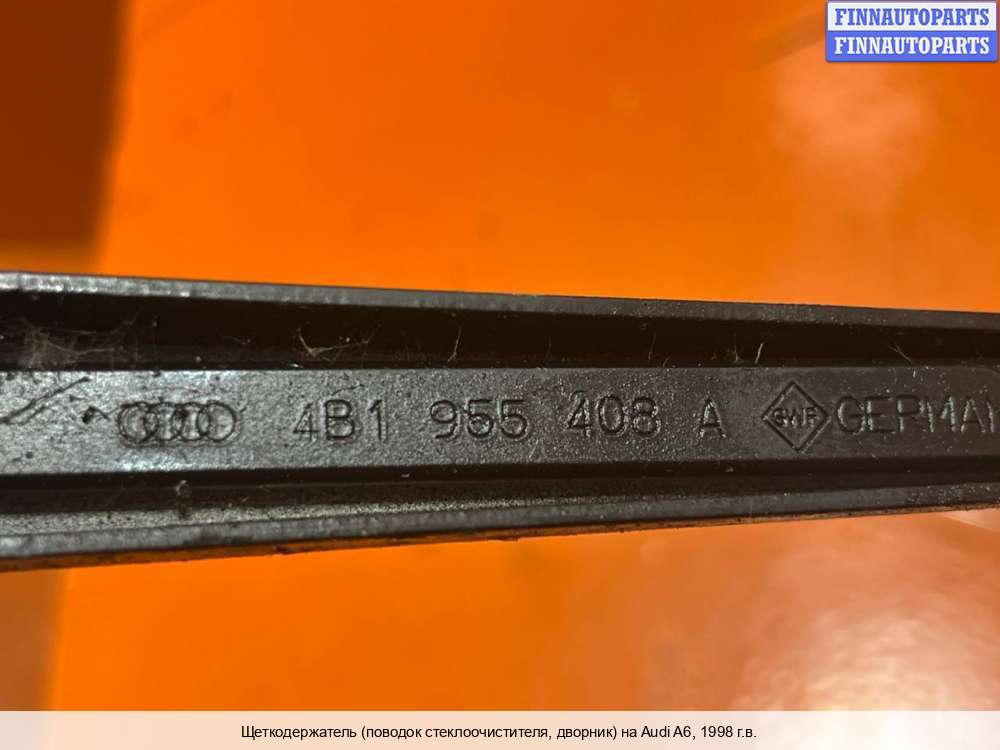 FINNAUTOPARTS
FINNAUTOPARTS
4B1 955 408 A SWF GERMAN
Щеткодержатель (поводок стеклоочистителя, дворник) на Audi A6, 1998 г.в.